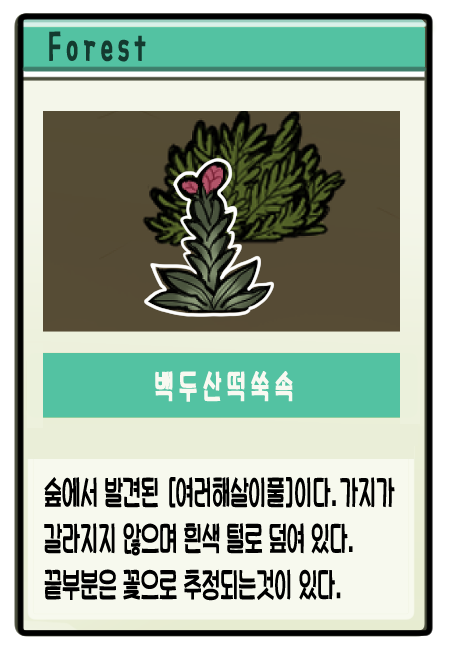 Forest
백두산떡쑥속
숲에서 발견된 [여러해살이풀]이다. 가지가
갈라지지 않으며 흰색 털로 덮여 있다.
끝부분은 꽃으로 추정되는것이 있다.